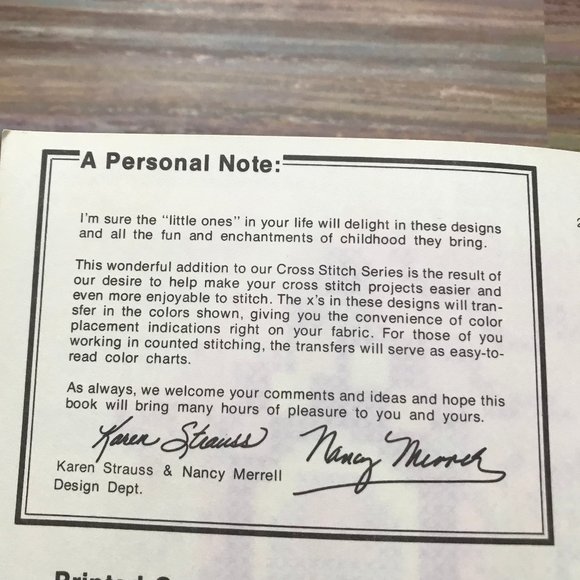 A Personal Note:
I'm sure the "little ones" in your life will delight in these designs
and all the fun and enchantments of childhood they bring.
This wonderful addition to our Cross Stitch Series is the result of
our desire to help make your cross stitch projects easier and
even more enjoyable to stitch. The x's in these designs will tran-
sfer in the colors shown, giving you the convenience of color
placement indications right on your fabric. For those of you
working in counted stitching, the transfers will serve as easy-to-
read color charts.
As always, we welcome your comments and ideas and hope this
book will bring many hours of pleasure to you and yours.
Karen Strauss Nancy Merrell
Karen Strauss & Nancy Merrell
Design Dept.